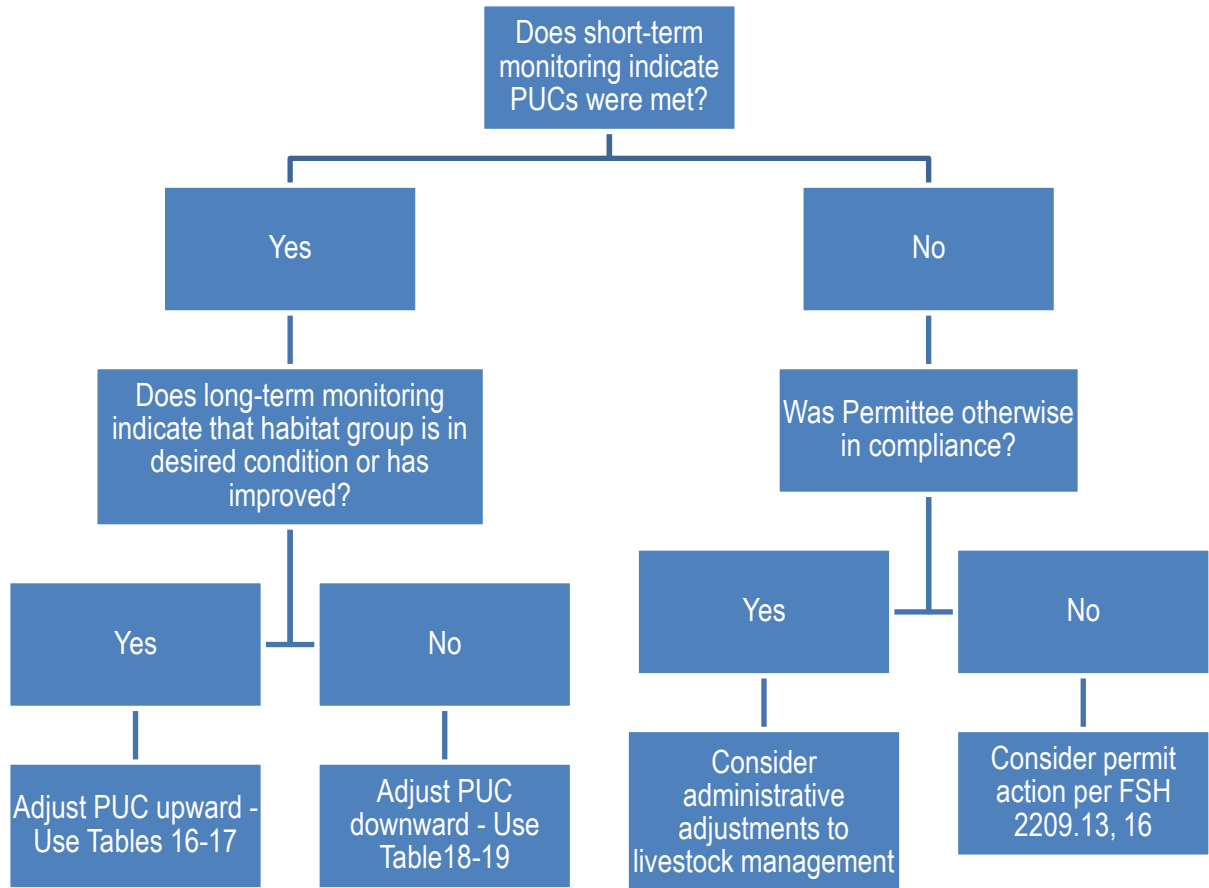 Does short-term
monitoring indicate
PUCs were met?
Yes
No
Does long-term monitoring
indicate that habitat group is in
desired condition or has
improved?
Was Permittee otherwise
in compliance?
Yes
No
Yes
No
Adjust PUC upward -
Use Tables 16-17
Adjust PUC
downward - Use
Table18-19
Consider
administrative
adjustments to
livestock management
Consider permit
action per FSH
2209.13, 16